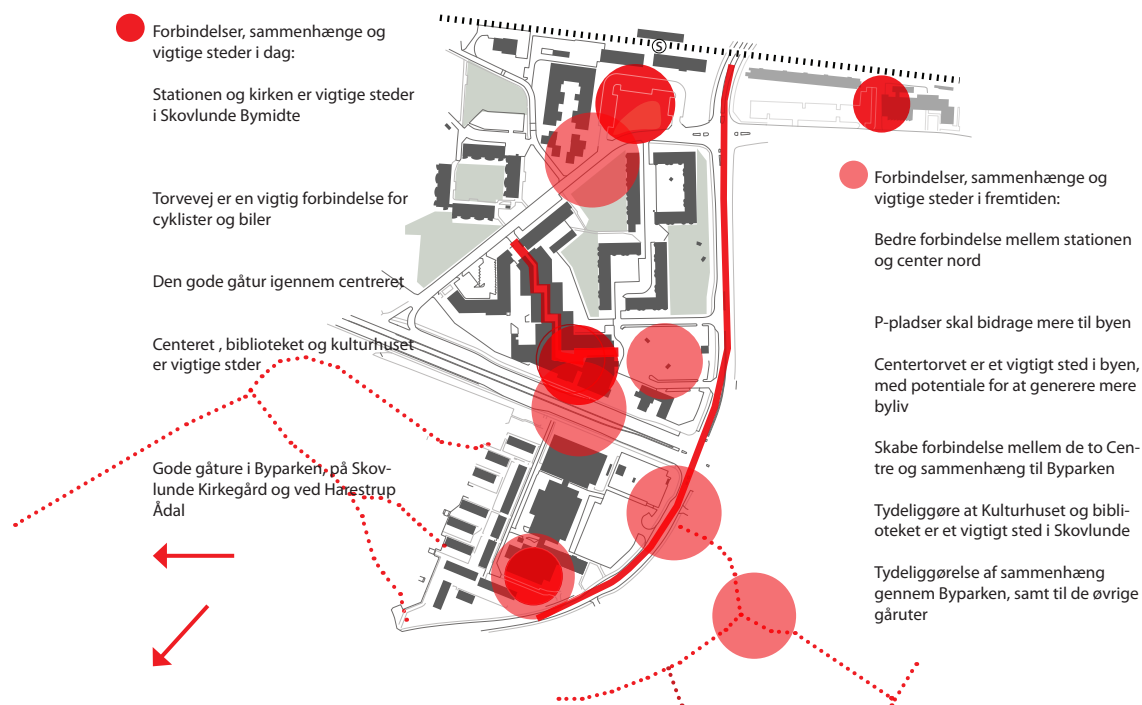 Forbindelser, sammenhænge og
vigtige steder i dag:
Stationen og kirken er vigtige steder
i Skovlunde Bymidte
Torvevej er en vigtig forbindelse for
cyklister og biler
Den gode gåtur igennem centreret
Centeret , biblioteket og kulturhuset
er vigtige stder
Gode gåture i Byparken, på Skov-
lunde Kirkegård og ved Harestrup
Ådal
S
Forbindelser, sammenhænge og
vigtige steder i fremtiden:
Bedre forbindelse mellem stationen
og center nord
P-pladser skal bidrage mere til byen
Centertorvet er et vigtigt sted i byen,
med potentiale for at generere mere
byliv
Skabe forbindelse mellem de to Cen-
tre og sammenhæng til Byparken
Tydeliggøre at Kulturhuset og bibli-
oteket er et vigtigt sted i Skovlunde
Tydeliggørelse af sammenhæng
gennem Byparken, samt til de øvrige
gåruter